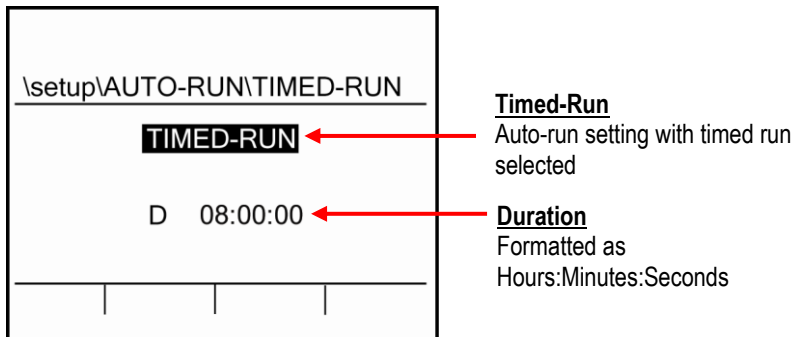 \setup\AUTO-RUN\TIMED-RUN
TIMED-RUN
D 08:00:00
Timed-Run
Auto-run setting with timed run
selected
Duration
Formatted as
Hours:Minutes:Seconds